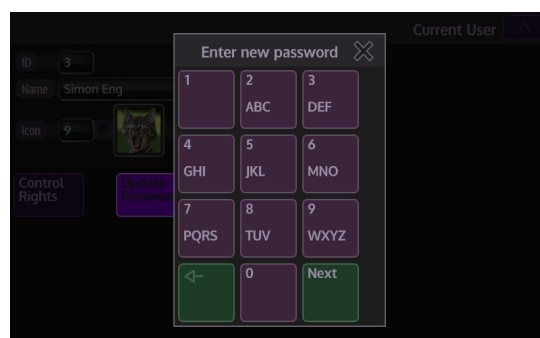 Current User
Enter new password
ID 3
Name Simon Eng
Icon 9
Control
Rights
Update
1
2
ABC
3
DEF
4
GHI
5
JKL
6
MNO
7
PQRS
8
TUV
9
WXYZ
0
Next